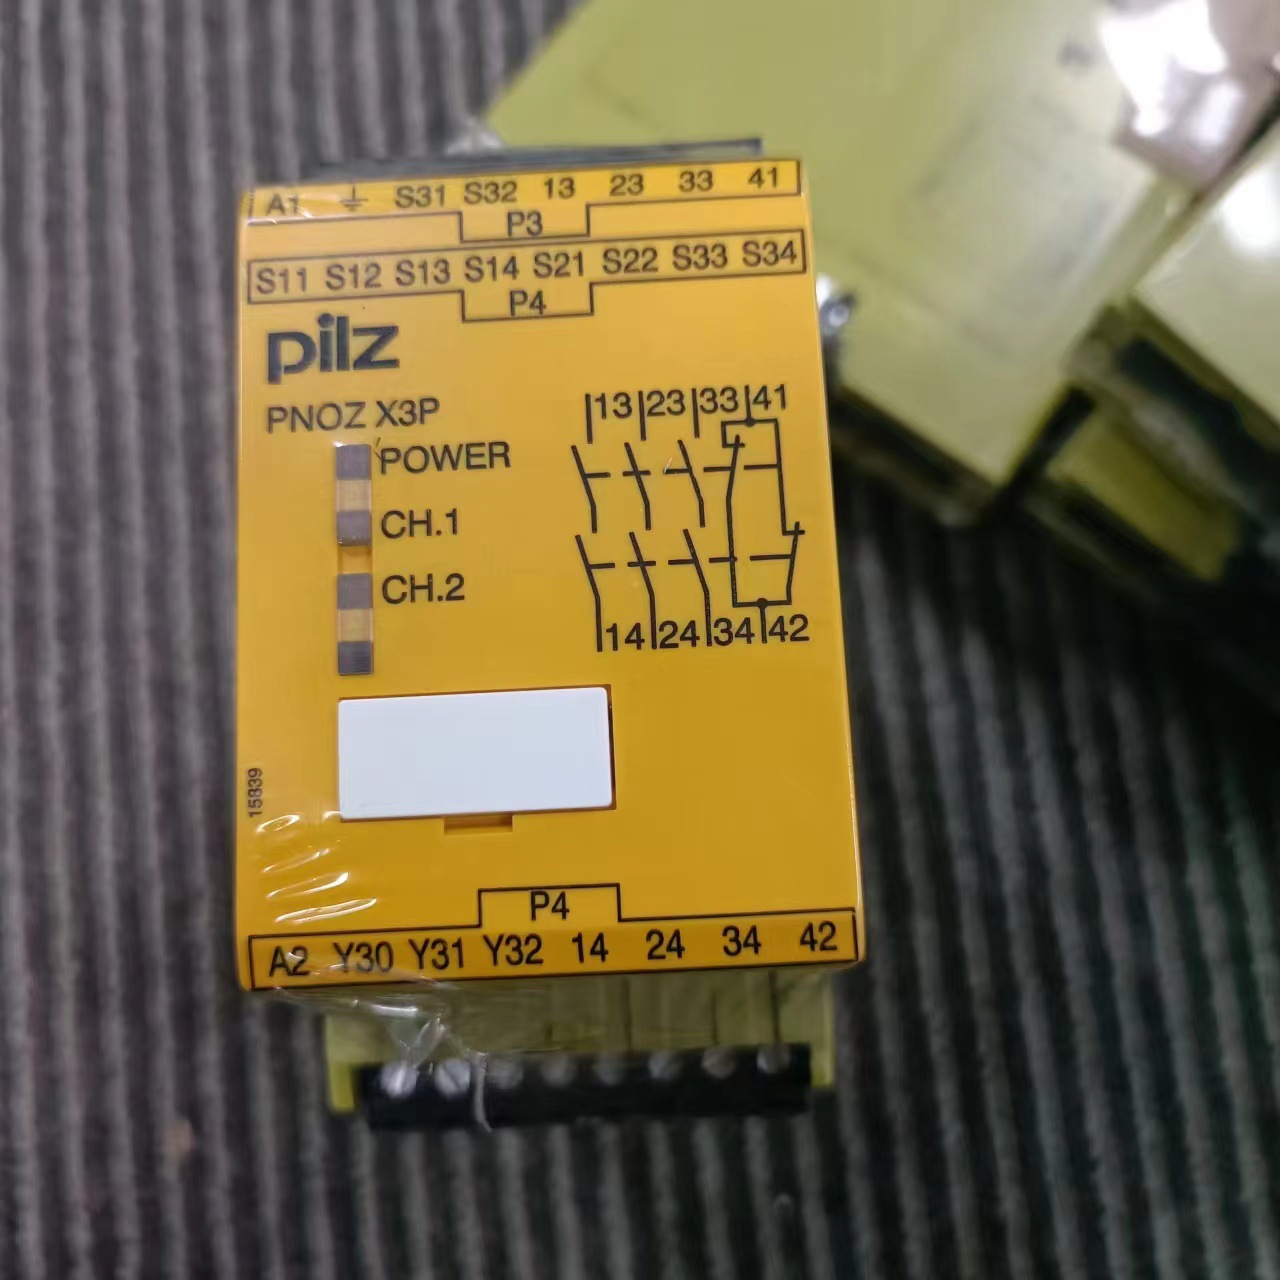 A1 S31 S32 13 23 33 41
P3
S11 S12 S13 S14 S21 S22 S33 S34
P4
pilz
PNOZ X3P
13 23 33 41
POWER
CH.1
CH.2
14 24 34 42
15839
P4
A2 Y30 Y31 Y32 14 24 34 42